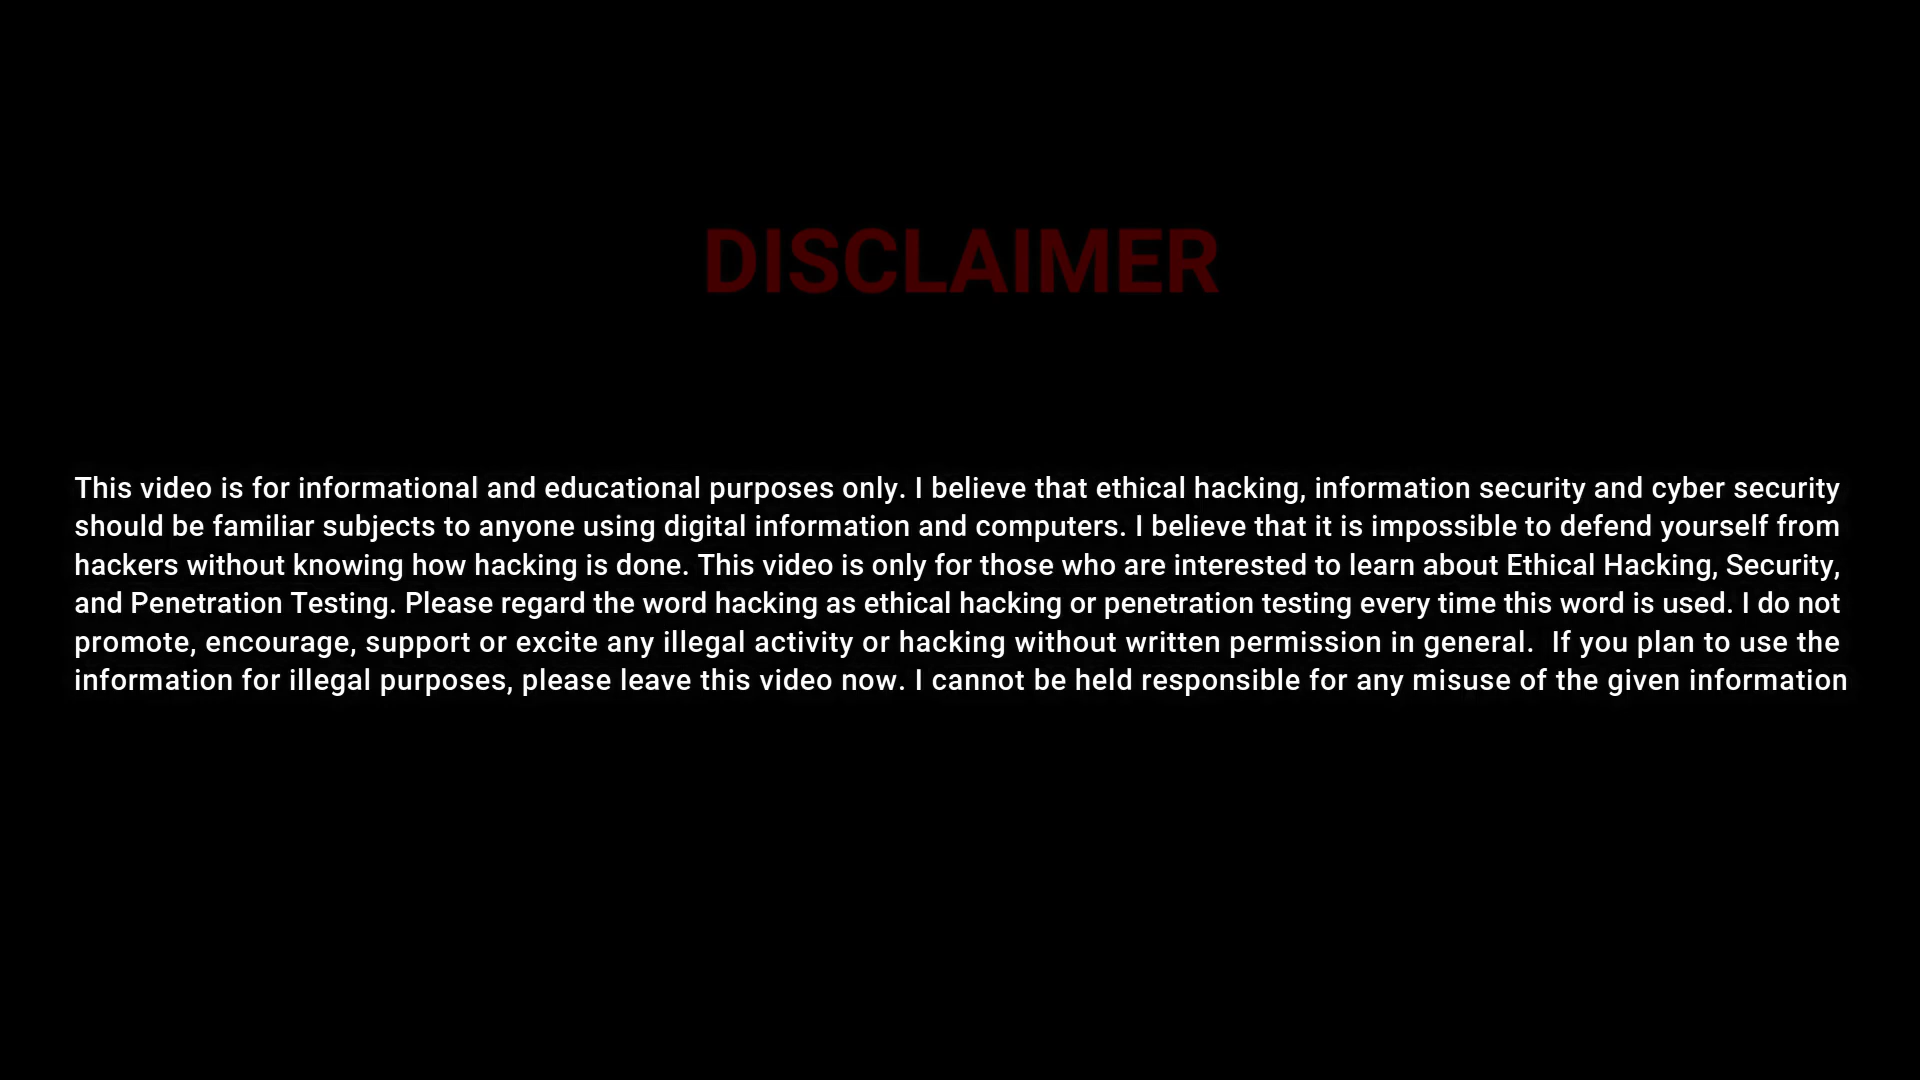 DISCLAIMER
This video is for informational and educational purposes only. I believe that ethical hacking, information security and cyber security
should be familiar subjects to anyone using digital information and computers. I believe that it is impossible to defend yourself from
hackers without knowing how hacking is done. This video is only for those who are interested to learn about Ethical Hacking, Security,
and Penetration Testing. Please regard the word hacking as ethical hacking or penetration testing every time this word is used. I do not
promote, encourage, support or excite any illegal activity or hacking without written permission in general.  If you plan to use the
information for illegal purposes, please leave this video now. I cannot be held responsible for any misuse of the given information